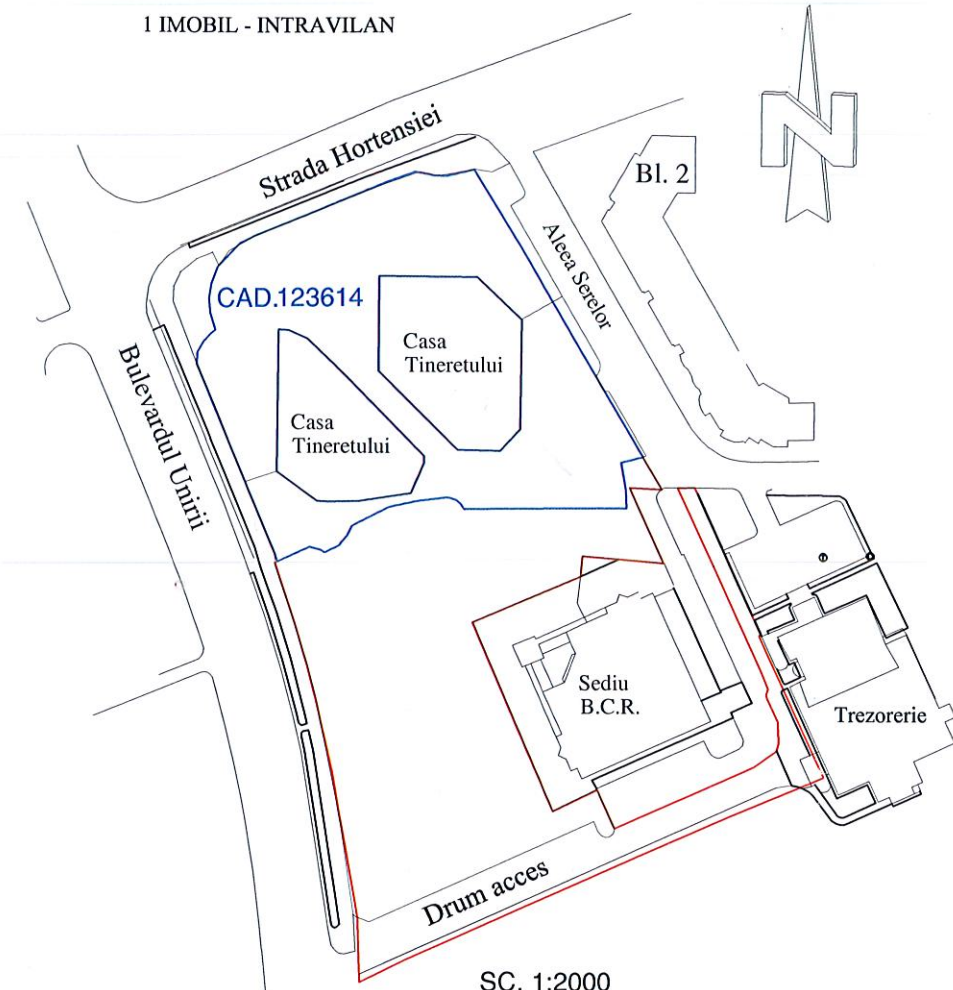 1 IMOBIL - INTRAVILAN
N
Strada Hortensiei
Bl. 2
Aleea Serelor
CAD.123614
Casa
Tineretului
Casa
Tineretului
Bulevardul Unirii
Sediu
B.C.R.
Trezorerie
Drum acces
SC. 1:2000